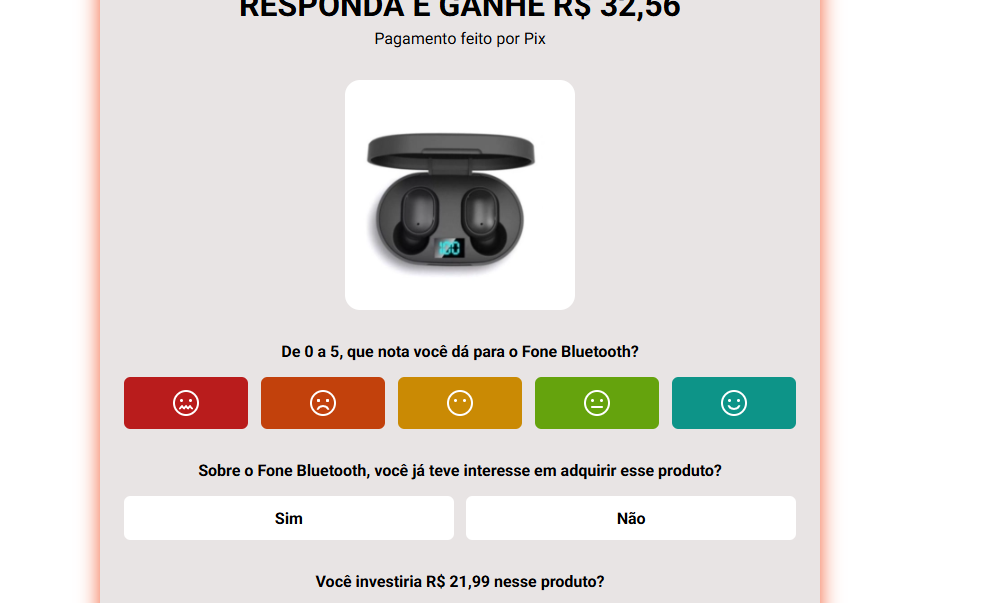 RESPONDA E GANHE R$ 32,56
Pagamento feito por Pix
De 0 a 5, que nota você dá para o Fone Bluetooth?
Sobre o Fone Bluetooth, você já teve interesse em adquirir esse produto?
Sim
Não
Você investiria R$ 21,99 nesse produto?